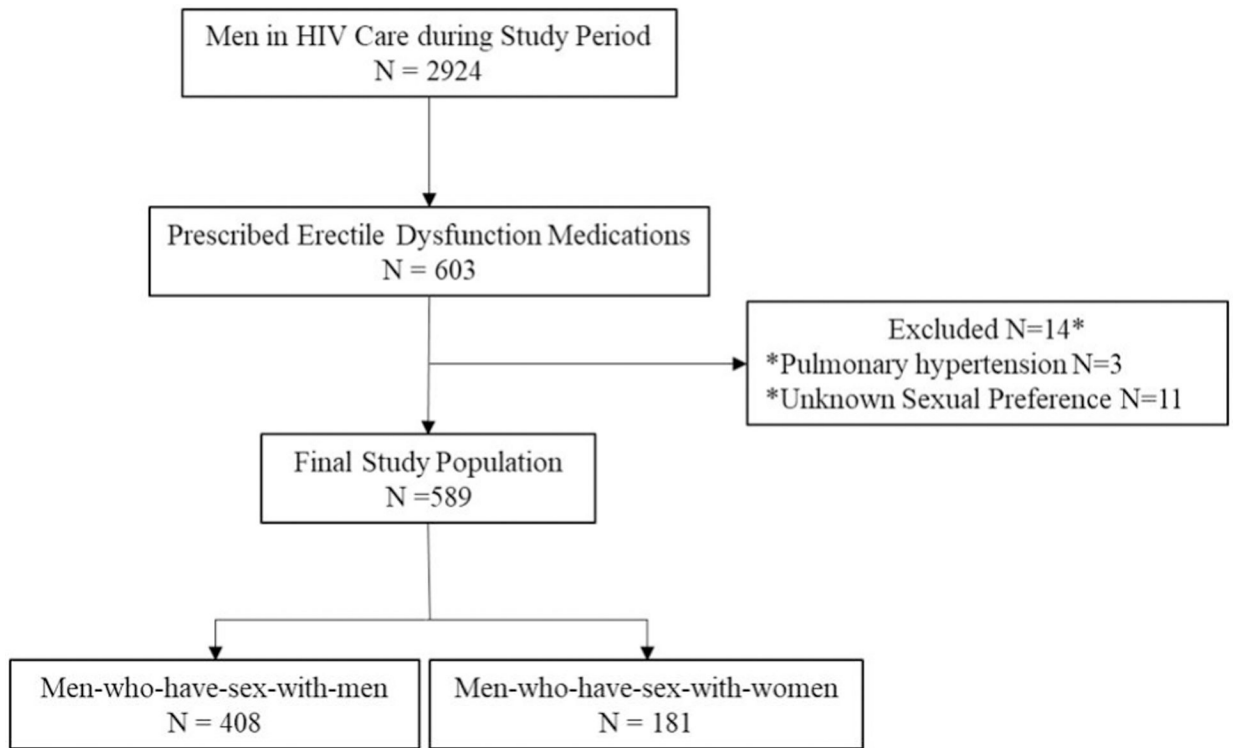 Men in HIV Care during Study Period
N = 2924
Prescribed Erectile Dysfunction Medications
N = 603
Excluded N=14*
*Pulmonary hypertension N=3
*Unknown Sexual Preference N=11
Final Study Population
N =589
Men-who-have-sex-with-men
N = 408
Men-who-have-sex-with-women
N = 181